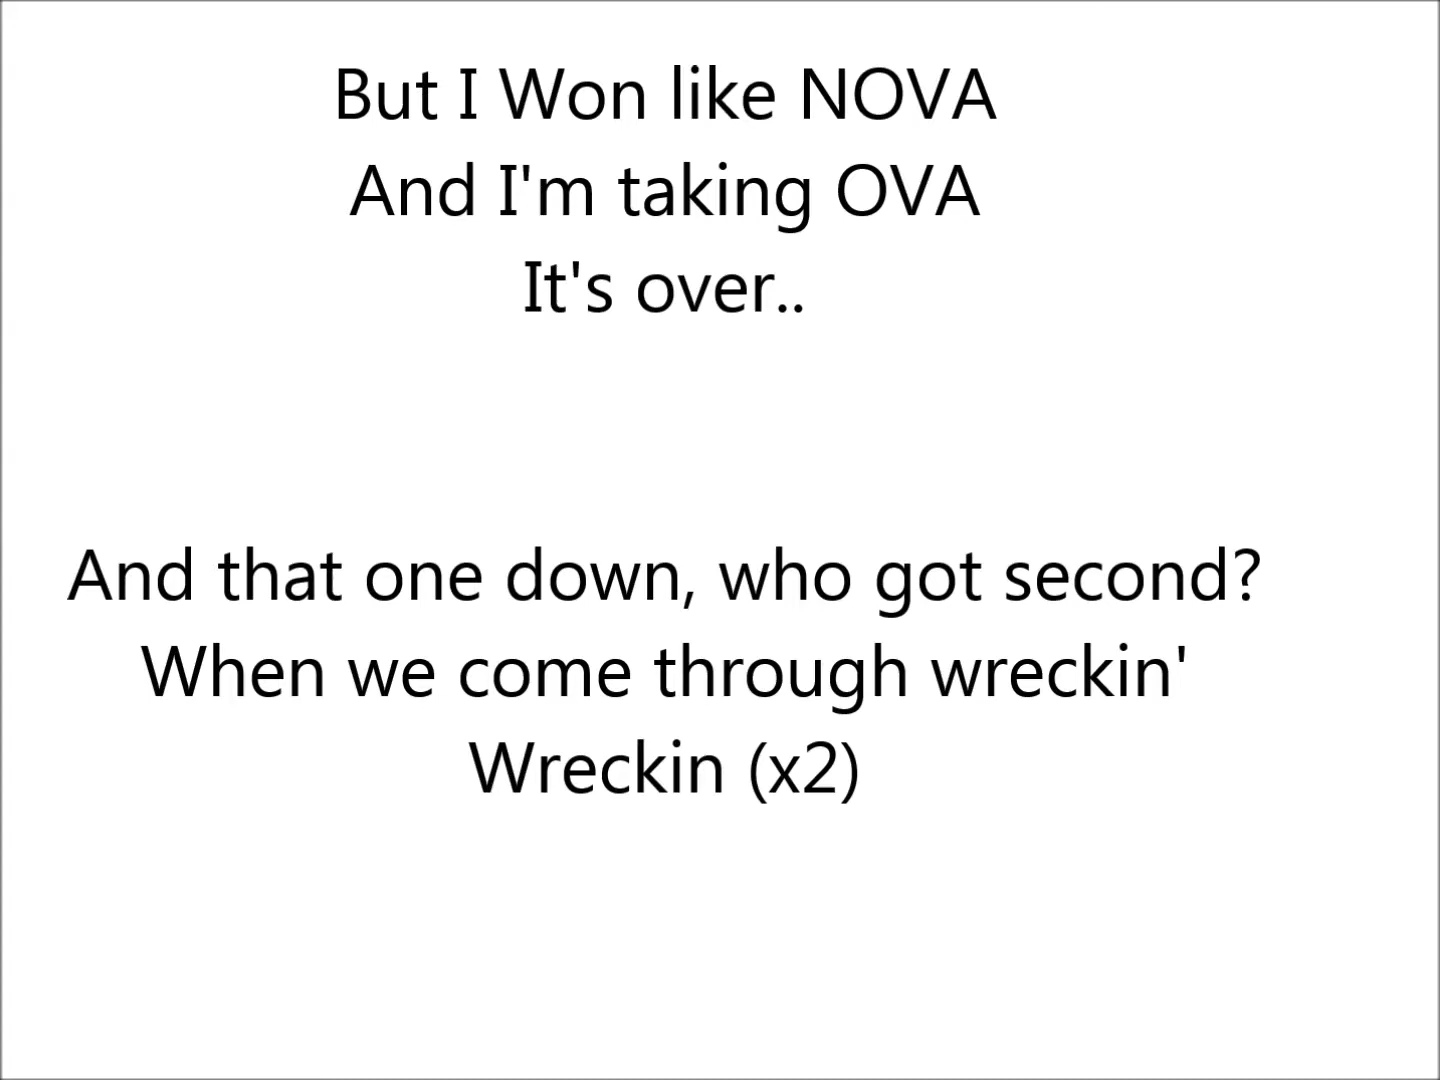 But I Won like NOVA
And I'm taking OVA
It's over..
And that one down, who got second?
When we come through wreckin'
Wreckin (x2)